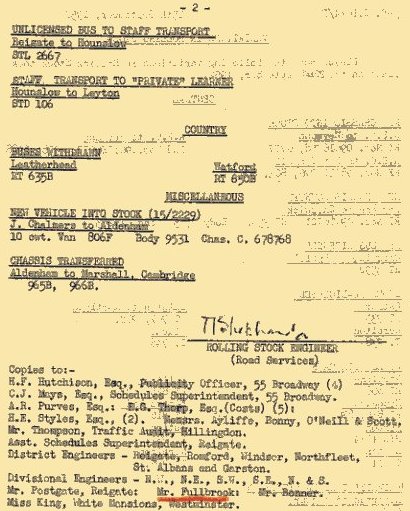 - 2 -
UNLICENSED BUS TO STAFF TRANSPORT
Reigate to Hounslow
STL 2667
STAFF TRANSPORT TO "PRIVATE" LEARNER
Hounslow to Leyton
STD 106
COUNTRY
BUSES WITHDRAWN
Leatherhead Watford
RT 635B RT 850B
MISCELLANEOUS
NEW VEHICLE INTO STOCK (15/2229)
J. Chalmers to Aldenham
10 cwt. Van 806F Body 9531 Chas. C. 678768
CHASSIS TRANSFERRED
Aldenham to Marshall, Cambridge
965B, 966B.
ROLLING STOCK ENGINEER
(Road Services)
Copies to:-
H.F. Hutchison, Esq., Publicity Officer, 55 Broadway (4)
C.J. Mays, Esq., Schedules Superintendent, 55 Broadway.
A.R. Purves, Esq.: E.G. Thorp, Esq.(Costs) (5):
H.E. Styles, Esq., (2). Messrs. Ayliffe, Bonny, O'Neill & Scott.
Mr. Thompson, Traffic Audit, Hillingdon.
Asst. Schedules Superintendent, Reigate.
District Engineers - Reigate, Romford, Windsor, Northfleet,
St. Albans and Garston.
Divisional Engineers - N.W., N.E., S.W., S.E., N. & S.
Mr. Postgate, Reigate: Mr. Fullbrook: Mr. Bonner.
Miss King, White Mansions, Westminster.